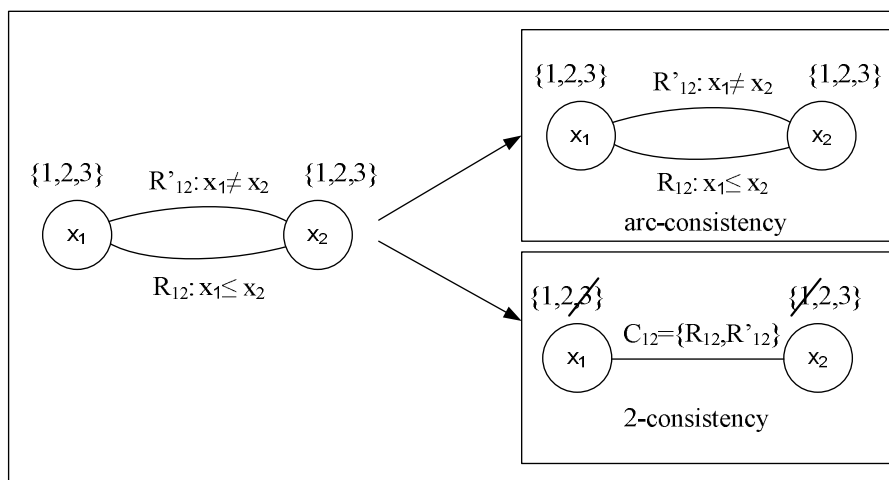 {1,2,3} {1,2,3}
R'12: x1≠ x2
x1 x2
R12: x1≤ x2
{1,2,3} {1,2,3}
R'12: x1≠ x2
x1 x2
R12: x1≤ x2
arc-consistency
{1,2,3} {1,2,3}
C12={R12,R'12}
x1 x2
2-consistency